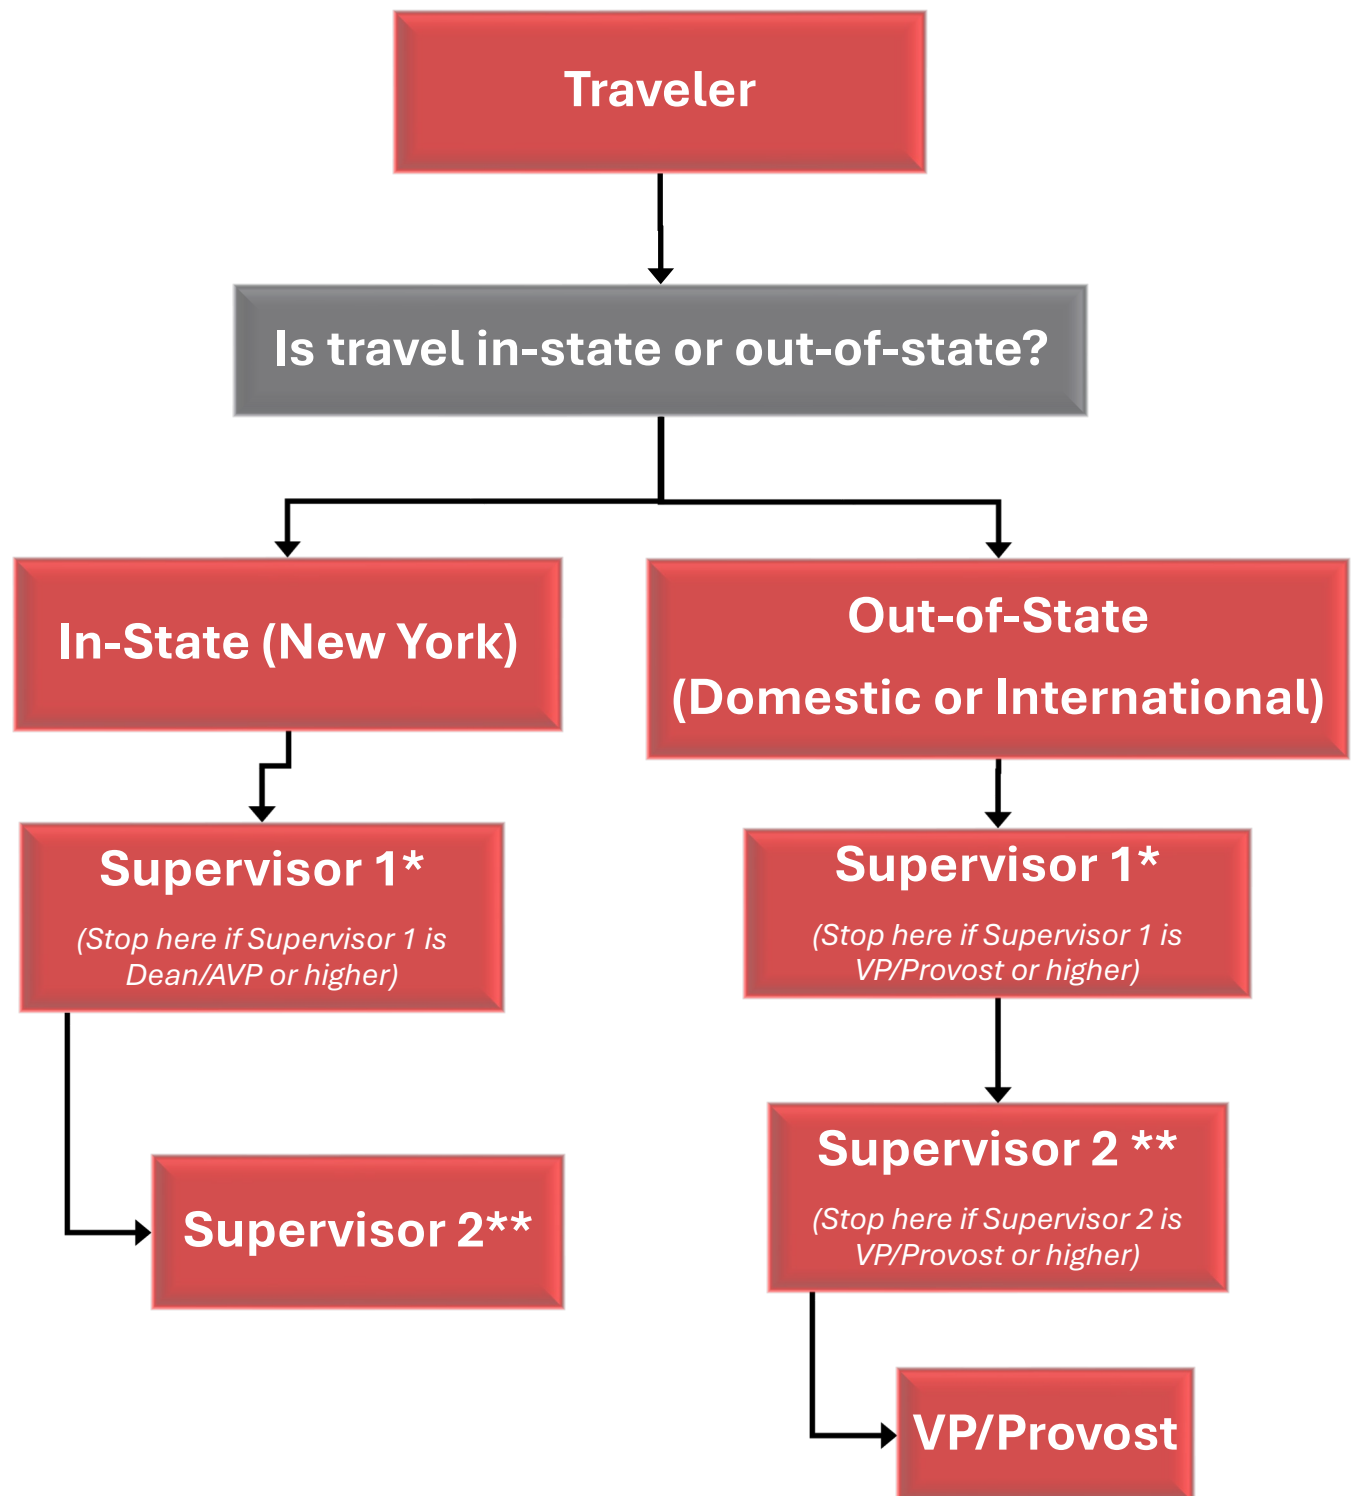 Traveler
Is travel in-state or out-of-state?
In-State (New York)
Out-of-State
(Domestic or International)
Supervisor 1*
(Stop here if Supervisor 1 is
Dean/AVP or higher)
Supervisor 1*
(Stop here if Supervisor 1 is
VP/Provost or higher)
Supervisor 2**
Supervisor 2 **
(Stop here if Supervisor 2 is
VP/Provost or higher)
VP/Provost